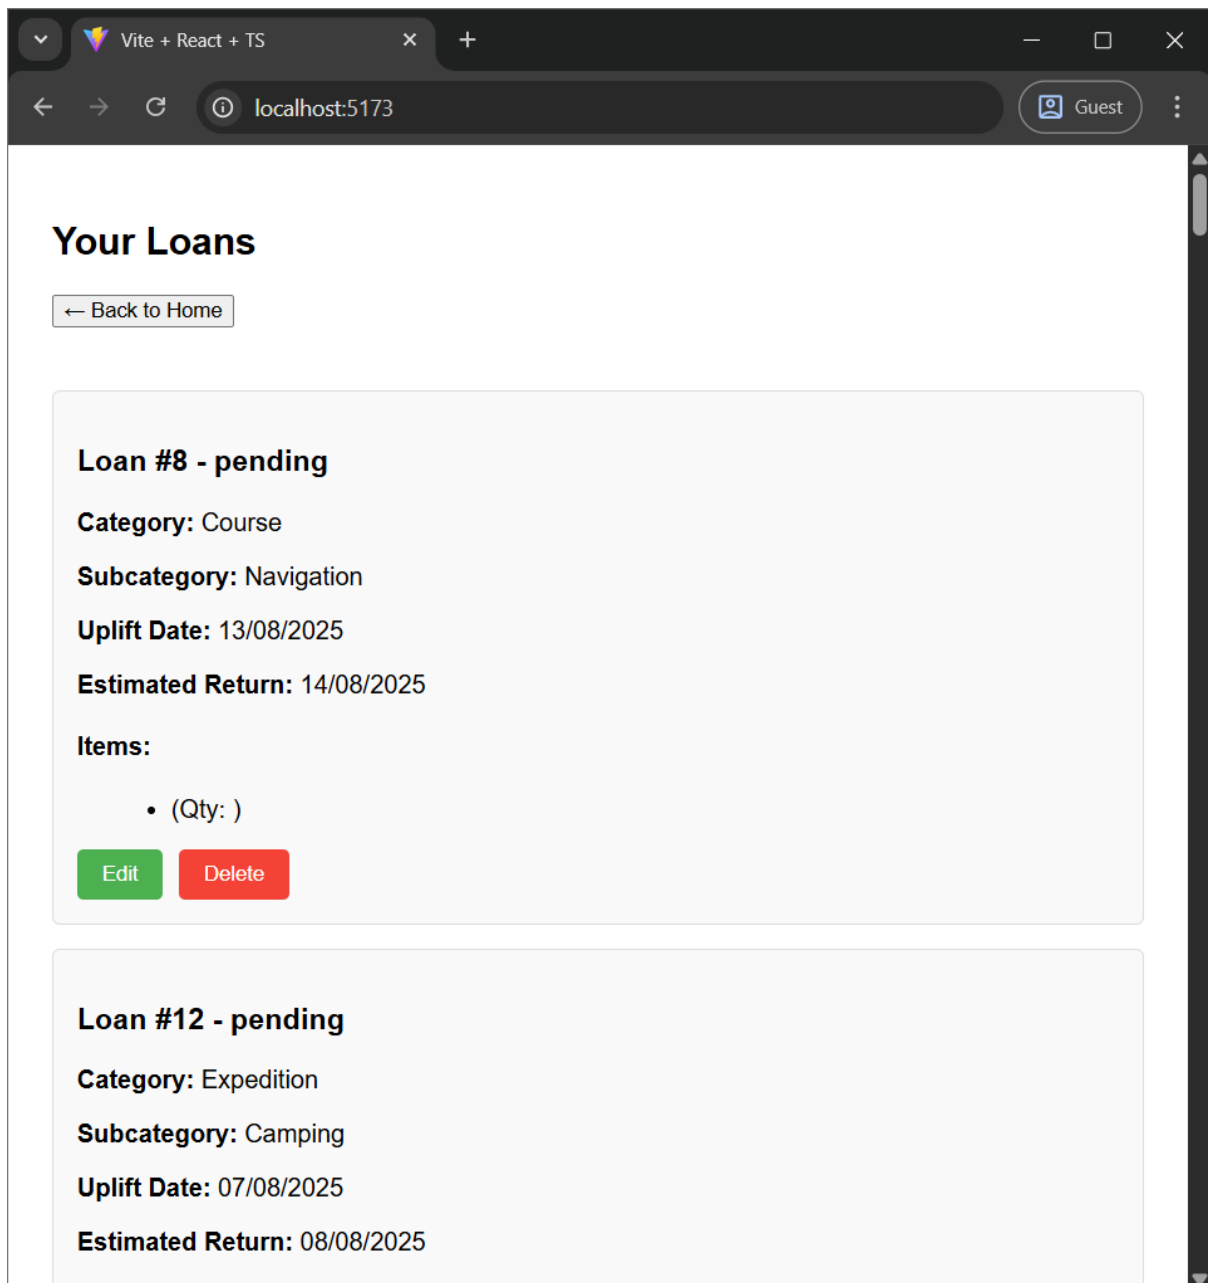 Vite + React + TS
localhost:5173
Guest
Your Loans
← Back to Home
Loan #8 - pending
Category: Course
Subcategory: Navigation
Uplift Date: 13/08/2025
Estimated Return: 14/08/2025
Items:
• (Qty: )
Edit Delete
Loan #12 - pending
Category: Expedition
Subcategory: Camping
Uplift Date: 07/08/2025
Estimated Return: 08/08/2025